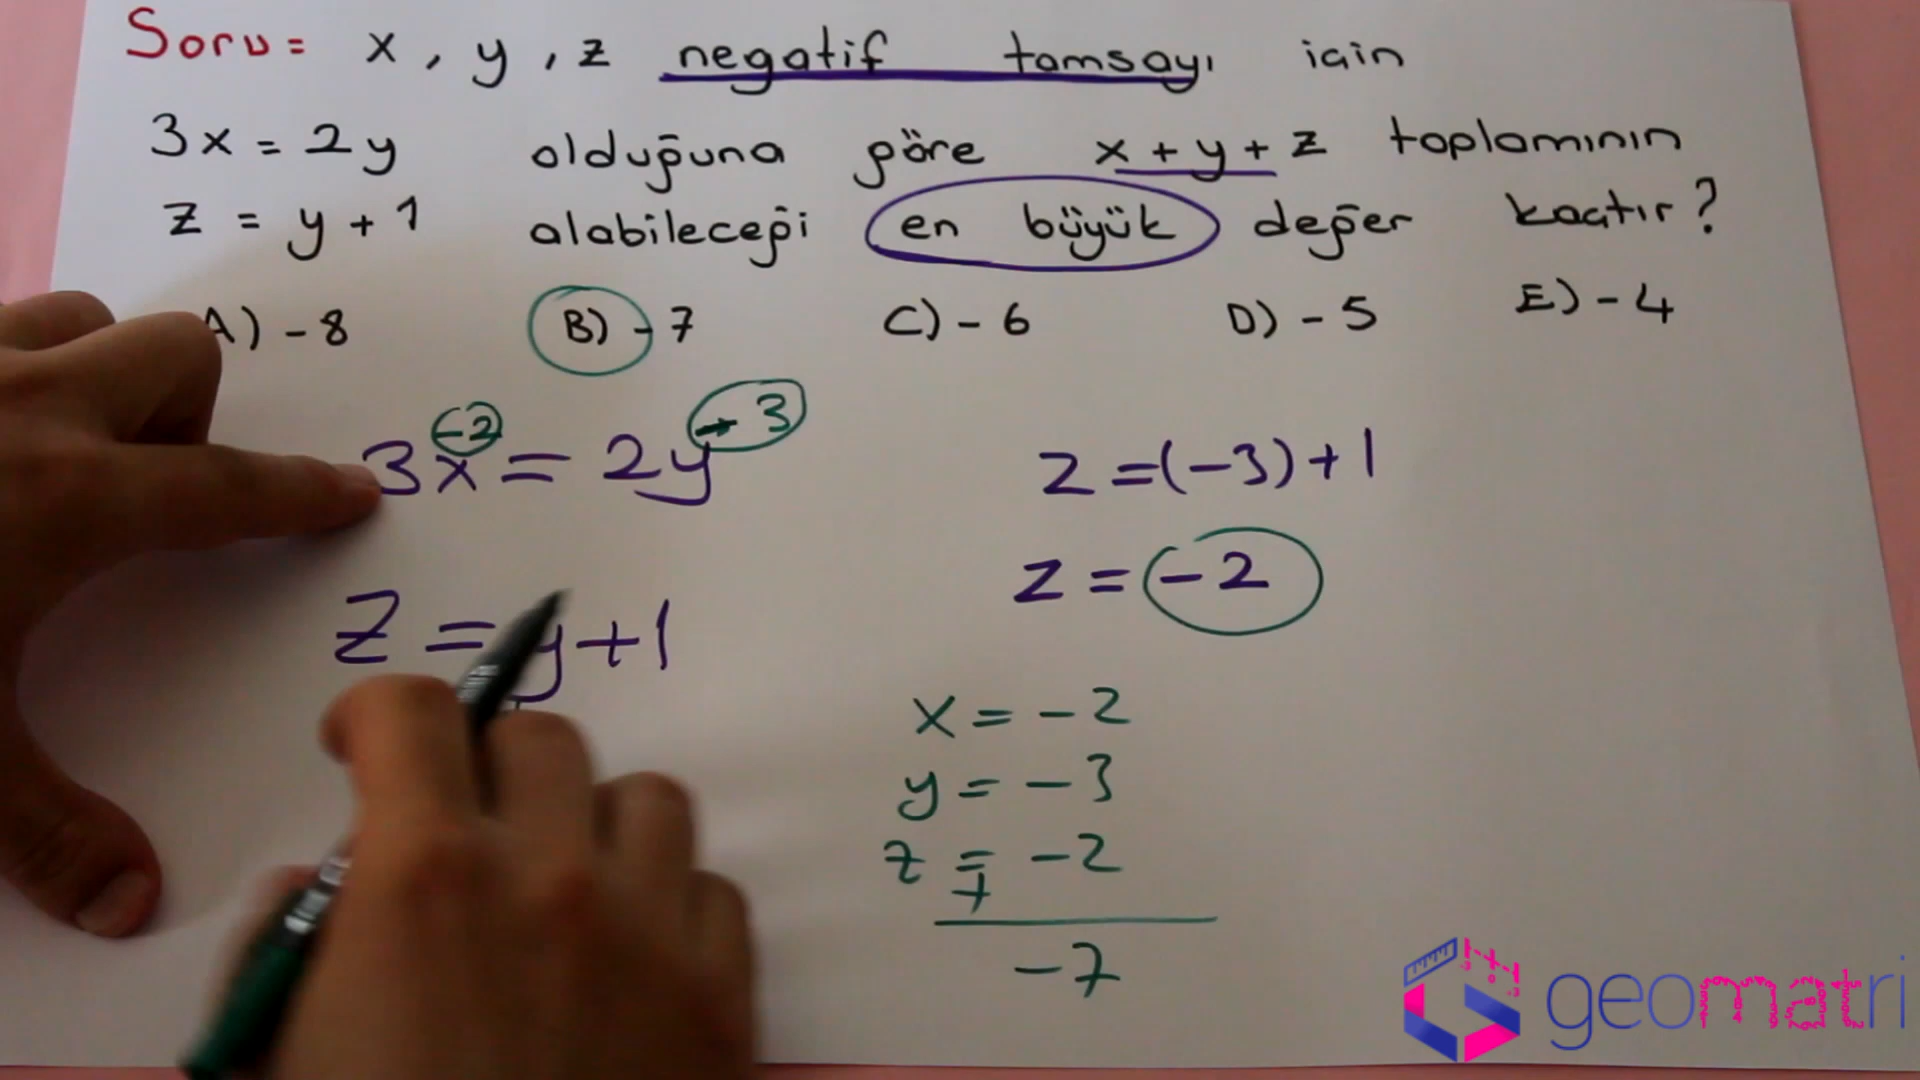 Soru = x , y , z negatif tamsayı için
3x = 2y olduğuna göre x + y + z toplamının
z = y + 1 alabileceği en büyük değer kaçtır ?
A) - 8 B) - 7 C) - 6 D) - 5 E) - 4
-2 - 3
3x = 2y z = (-3) + 1
z = -2
z = y + 1
x = -2
y = -3
z = -2
+
-7
geomatri